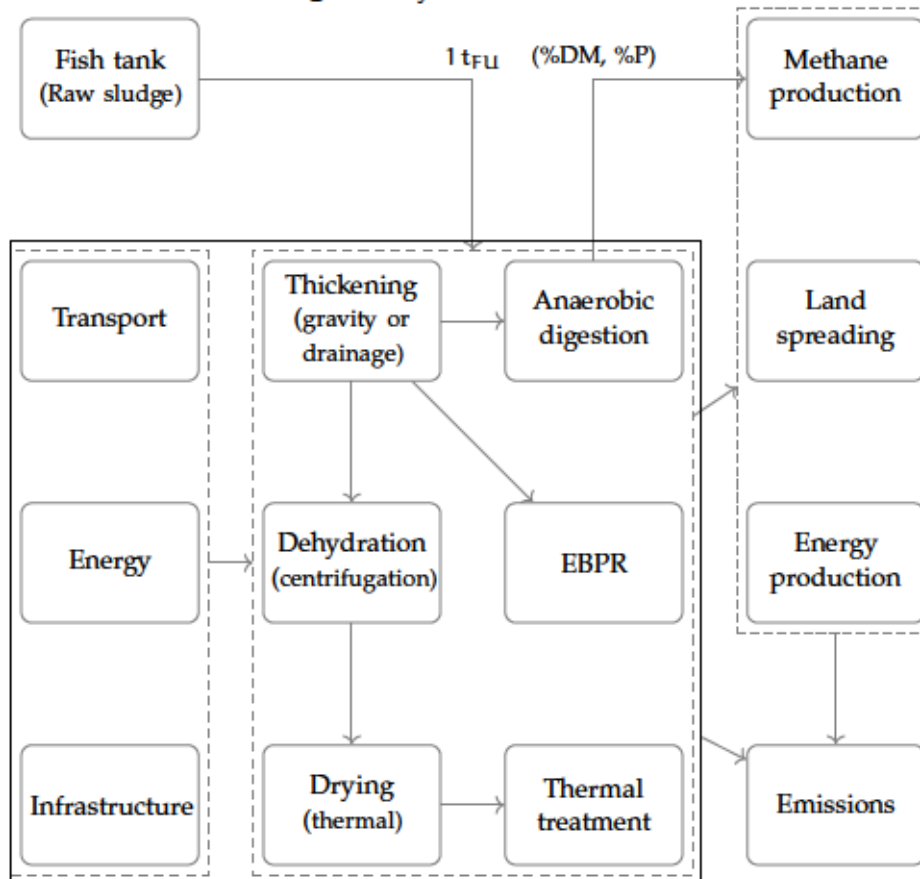 Fish tank
(Raw sludge)
1 tFU (%DM, %P)
Methane
production
Transport
Thickening
(gravity or
drainage)
Anaerobic
digestion
Land
spreading
Energy
Dehydration
(centrifugation)
EBPR
Energy
production
Infrastructure
Drying
(thermal)
Thermal
treatment
Emissions